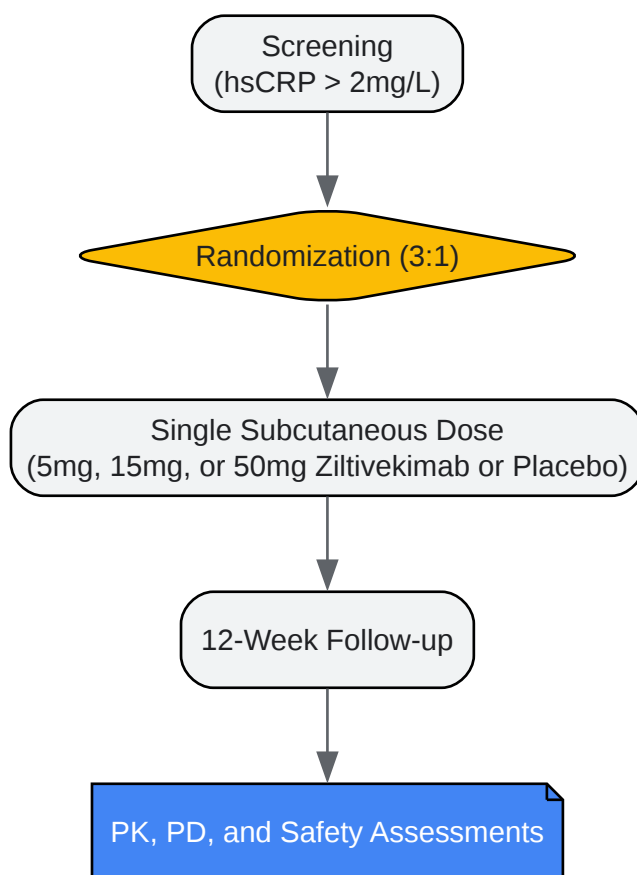 Screening
(hsCRP > 2mg/L)
Randomization (3:1)
Single Subcutaneous Dose
(5mg, 15mg, or 50mg Ziltivekimab or Placebo)
12-Week Follow-up
PK, PD, and Safety Assessments